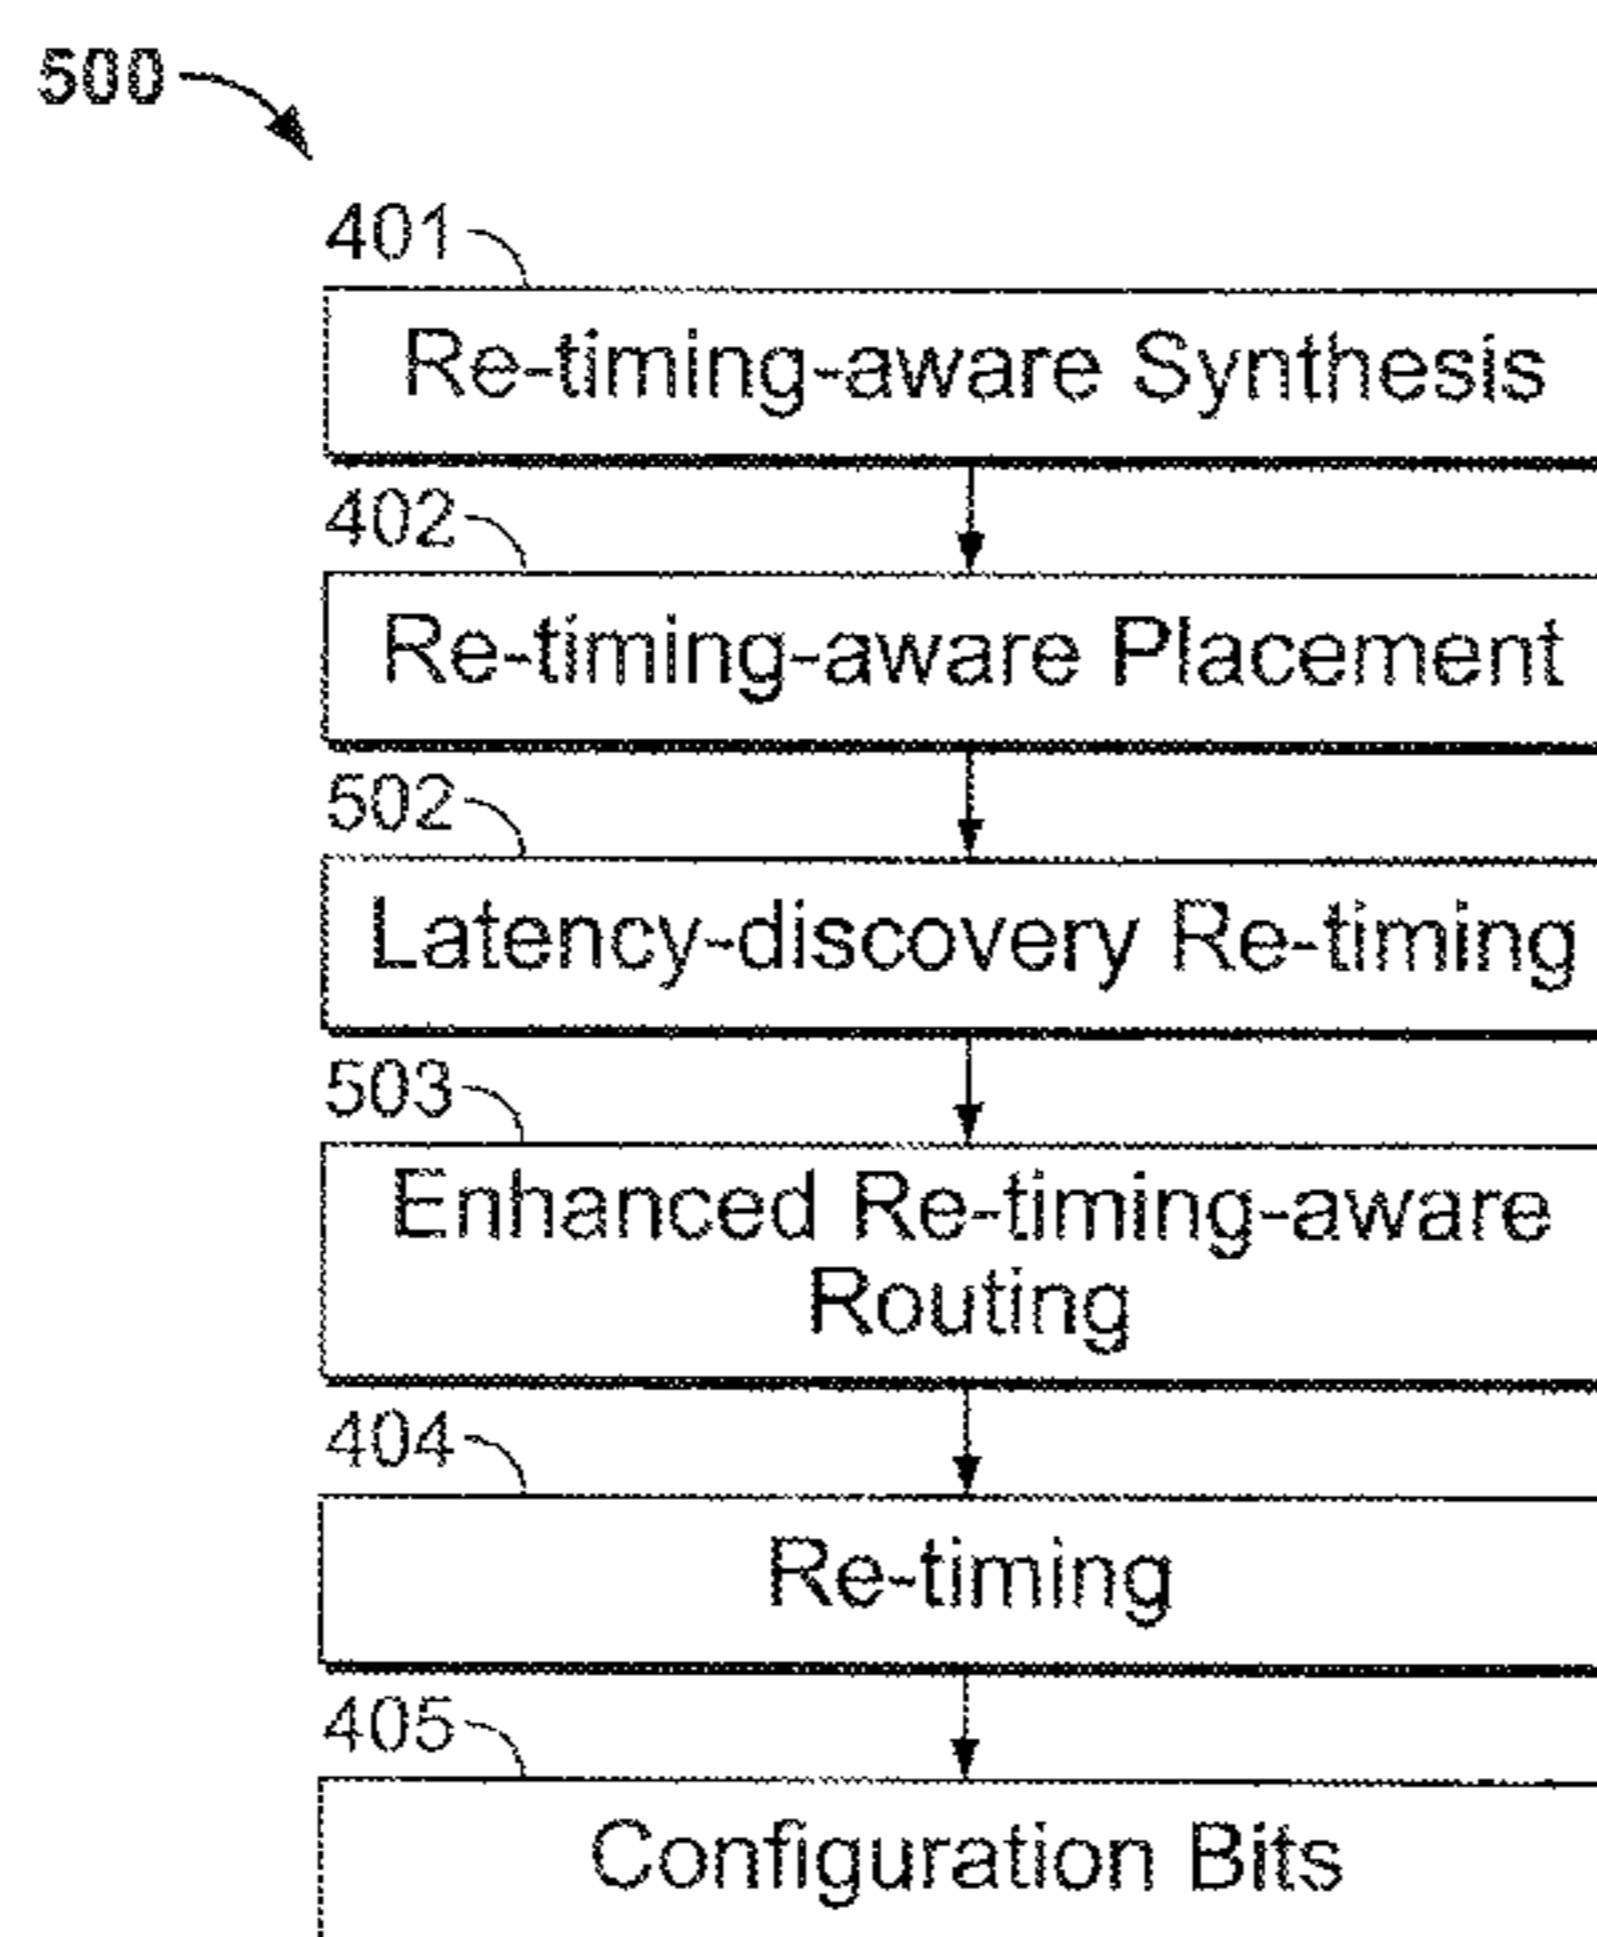 500
401
Re-timing-aware Synthesis
402
Re-timing-aware Placement
502
Latency-discovery Re-timing
503
Enhanced Re-timing-aware
Routing
404
Re-timing
405
Configuration Bits